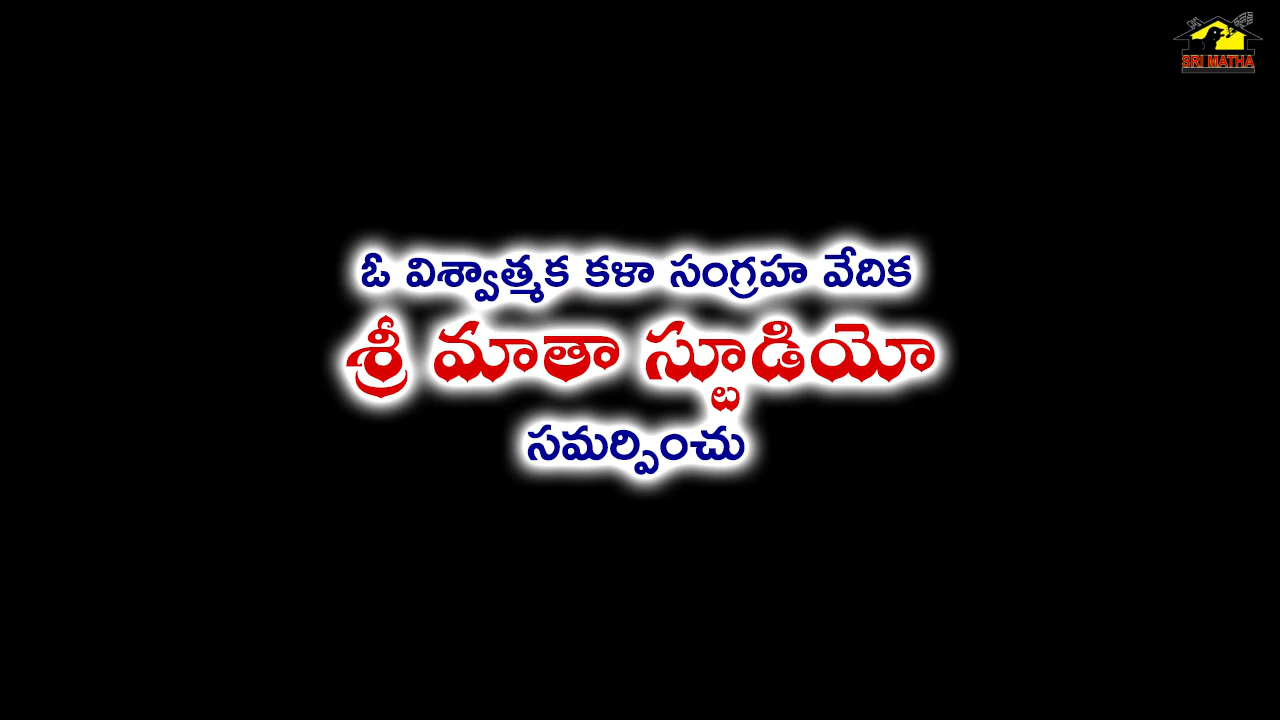 SRI MATHA
ఓ విశ్వాత్మక కళా సంగ్రహ వేదిక
శ్రీ మాతా స్టూడియో
సమర్పించు